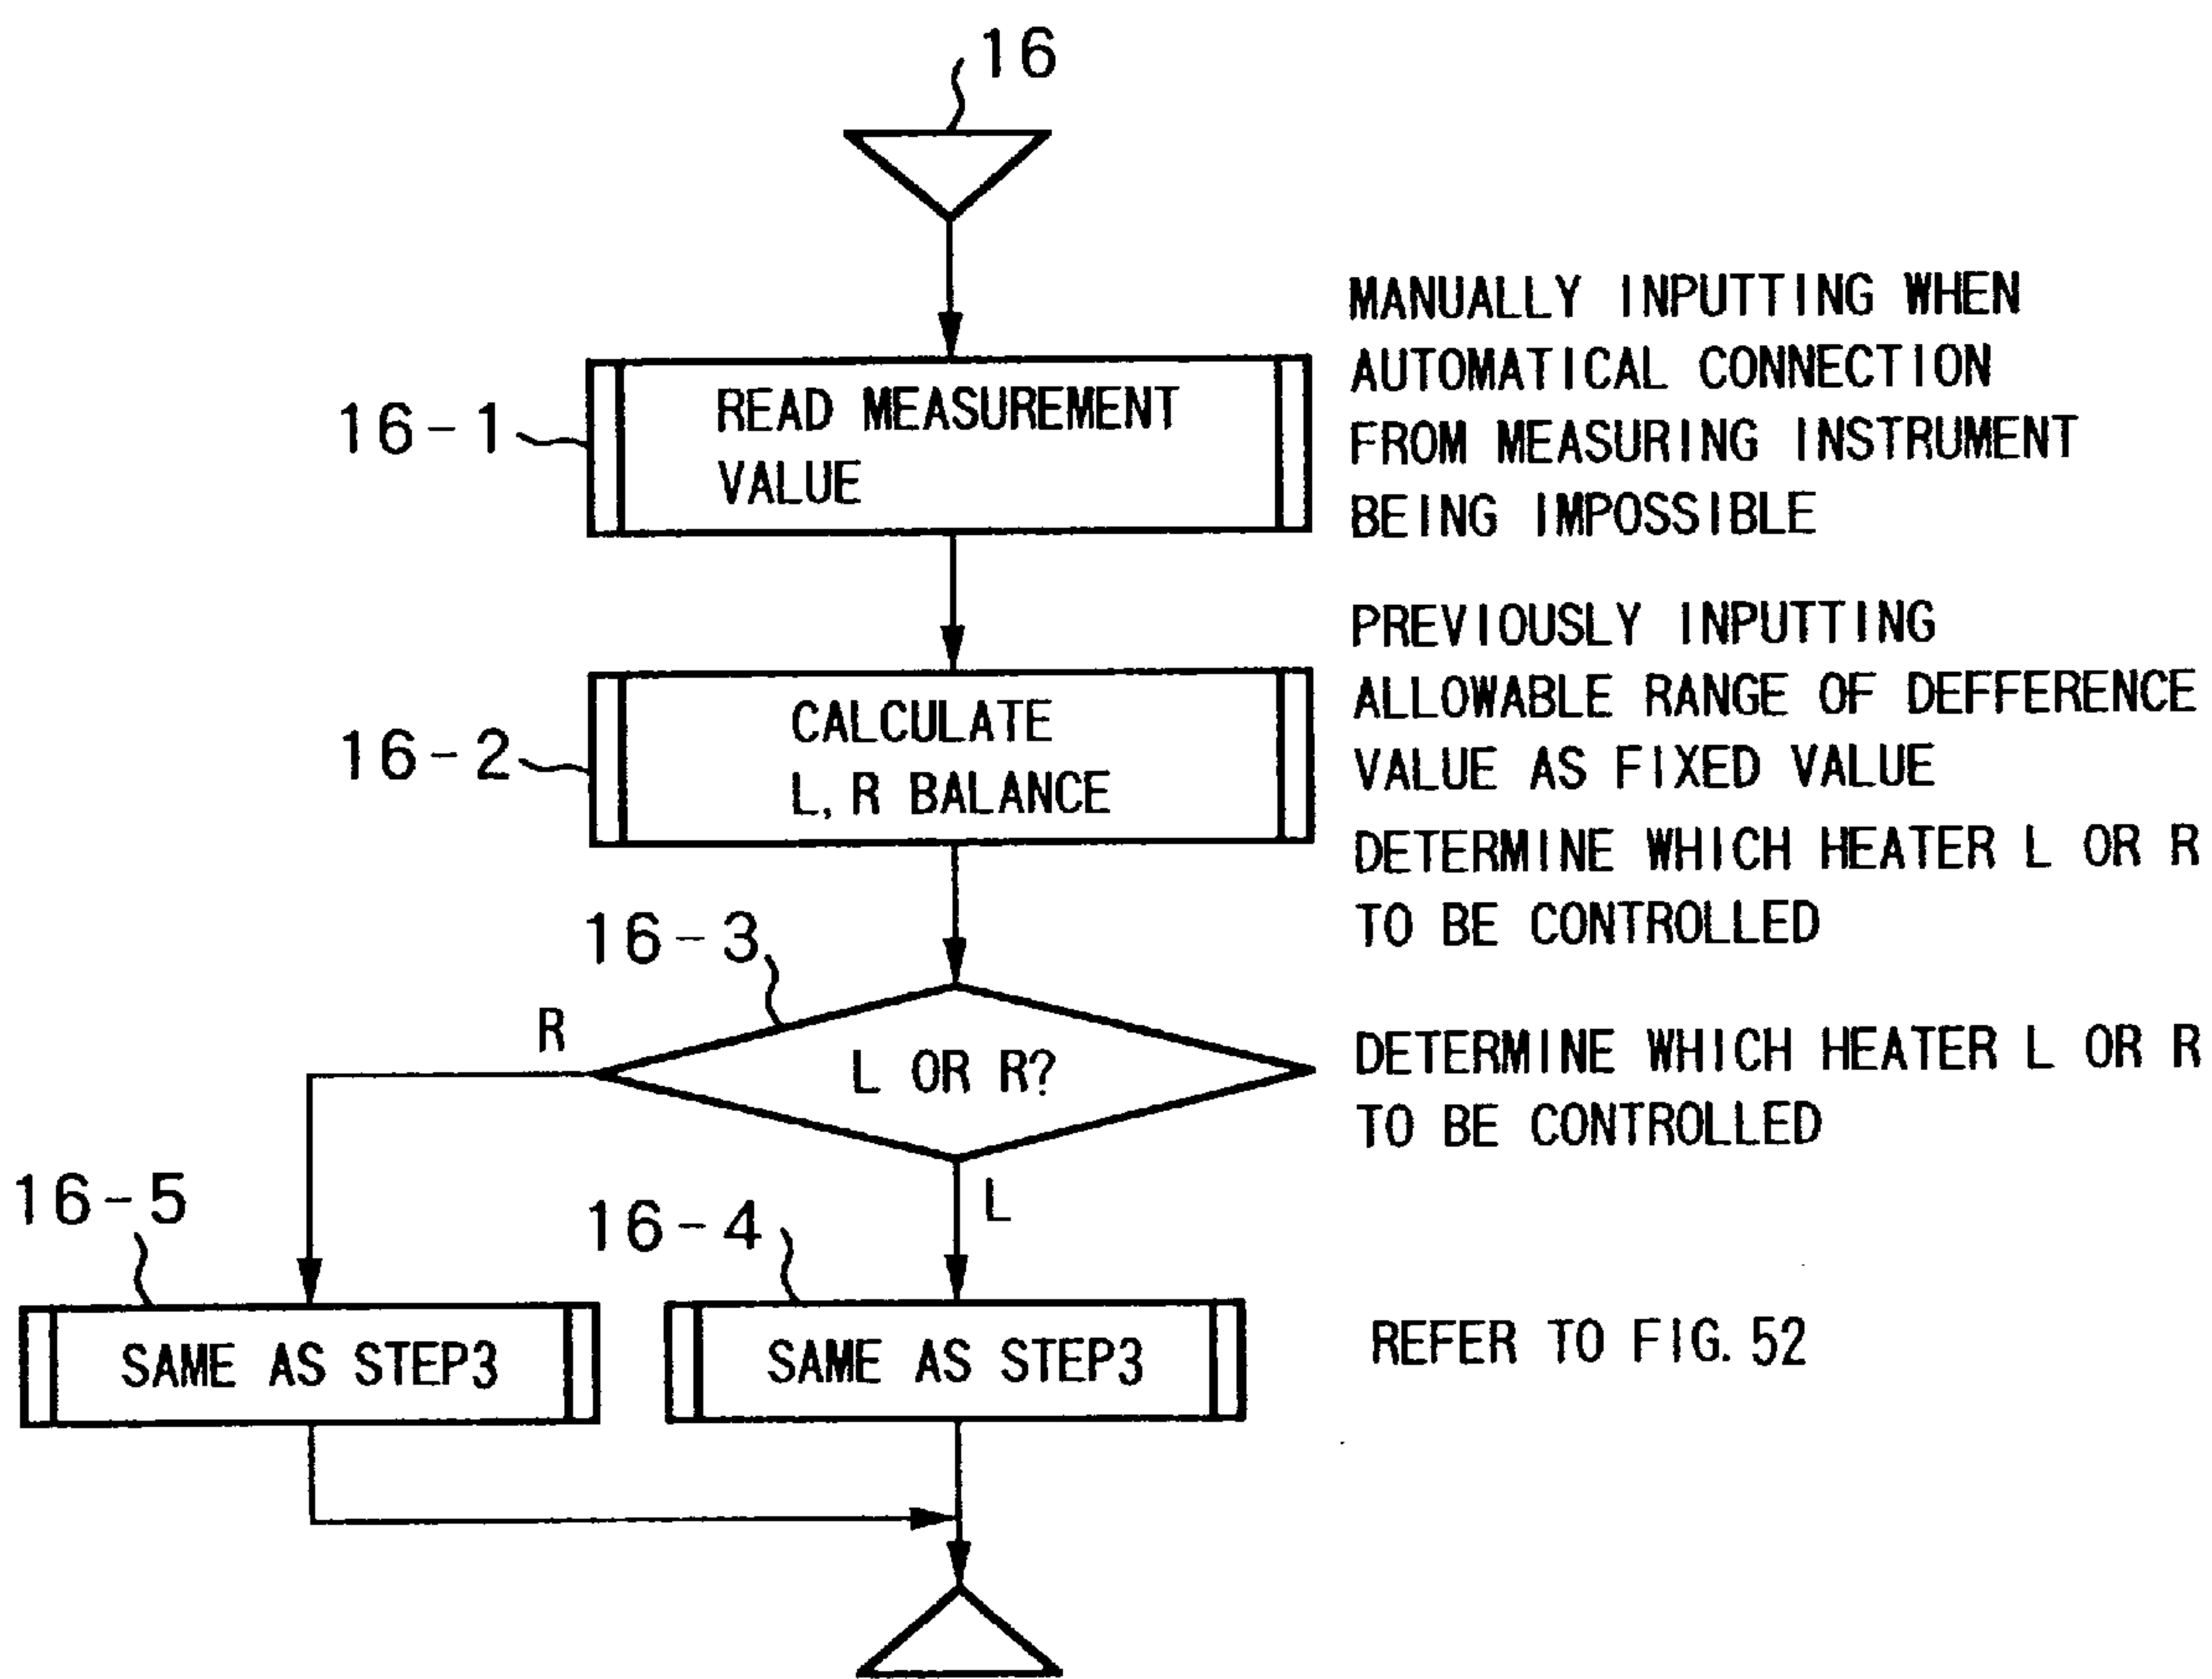 16
16-1
READ MEASUREMENT
VALUE
MANUALLY INPUTTING WHEN
AUTOMATICAL CONNECTION
FROM MEASURING INSTRUMENT
BEING IMPOSSIBLE
16-2
CALCULATE
L, R BALANCE
PREVIOUSLY INPUTTING
ALLOWABLE RANGE OF DEFFERENCE
VALUE AS FIXED VALUE
DETERMINE WHICH HEATER L OR R
TO BE CONTROLLED
16-3
R
L OR R?
DETERMINE WHICH HEATER L OR R
TO BE CONTROLLED
L
16-5
16-4
SAME AS STEP3
SAME AS STEP3
REFER TO FIG. 52